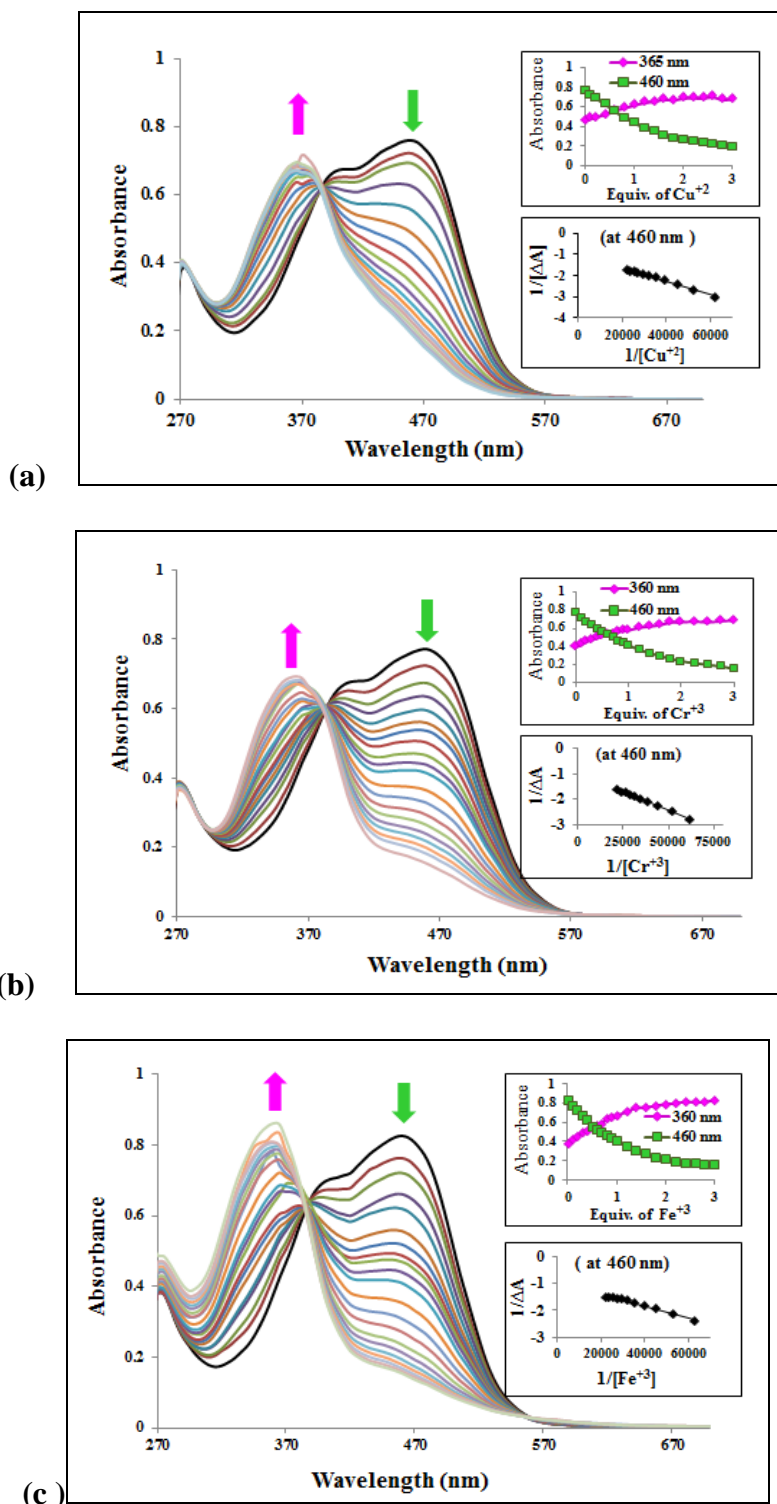 1
0.8
0.6
0.4
0.2
0
Absorbance
270 370 470 570 670
Wavelength (nm)
365 nm
460 nm
1
0.8
0.6
0.4
0.2
0
Absorbance
0 1 2 3
Equiv. of Cu+2
(at 460 nm )
0
-1
-2
-3
-4
1/[ΔA]
20000 40000 60000
1/[Cu+2]
(a)
1
0.8
0.6
0.4
0.2
0
Absorbance
270 370 470 570 670
Wavelength (nm)
360 nm
460 nm
1
0.8
0.6
0.4
0.2
0
Absorbance
0 1 2 3
Equiv. of Cr+3
(at 460 nm)
0
-1
-2
-3
1/ΔA
0 25000 50000 75000
1/[Cr+3]
(b)
1
0.8
0.6
0.4
0.2
0
Absorbance
270 370 470 570 670
Wavelength (nm)
360 nm
460 nm
1
0.8
0.6
0.4
0.2
0
Absorbance
0 1 2 3
Equiv. of Fe+3
( at 460 nm)
0
-1
-2
-3
1/ΔA
20000 40000 60000
1/[Fe+3]
(c )